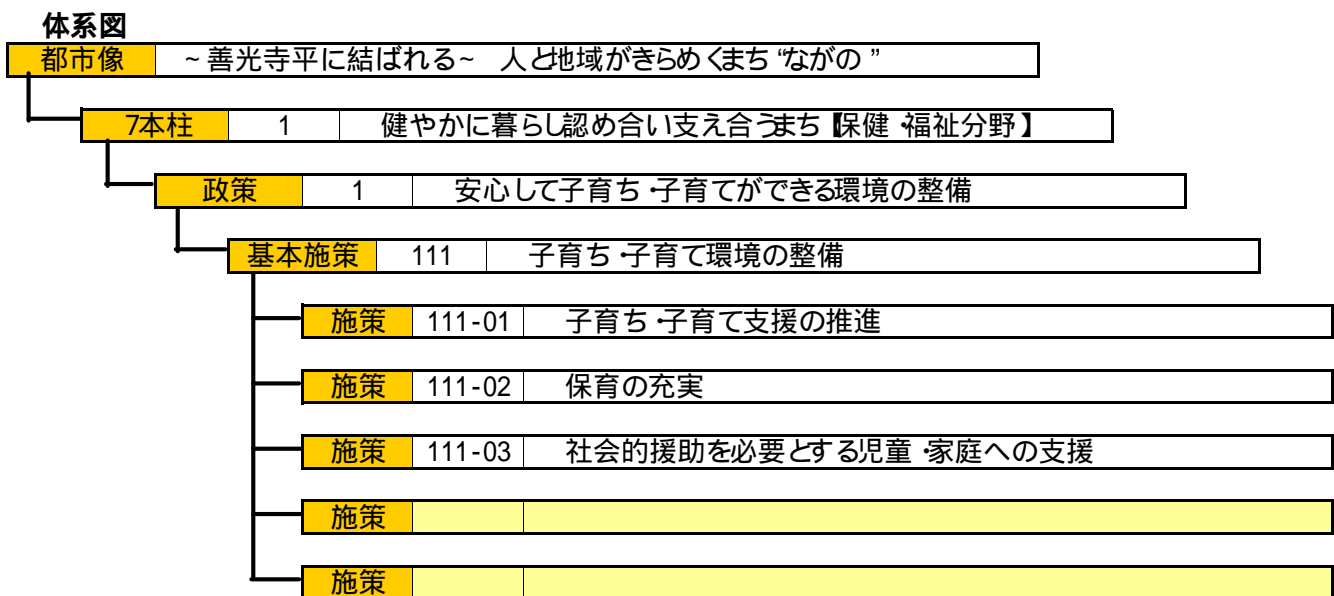 体系図
都市像 ~善光寺平に結ばれる~ 人と地域がきらめくまち “ながの”
7本柱 1 健やかに暮らし認め合い支え合うまち【保健・福祉分野】
政策 1 安心して子育ち・子育てができる環境の整備
基本施策 111 子育ち・子育て環境の整備
施策 111-01 子育ち・子育て支援の推進
施策 111-02 保育の充実
施策 111-03 社会的援助を必要とする児童・家庭への支援
施策
施策